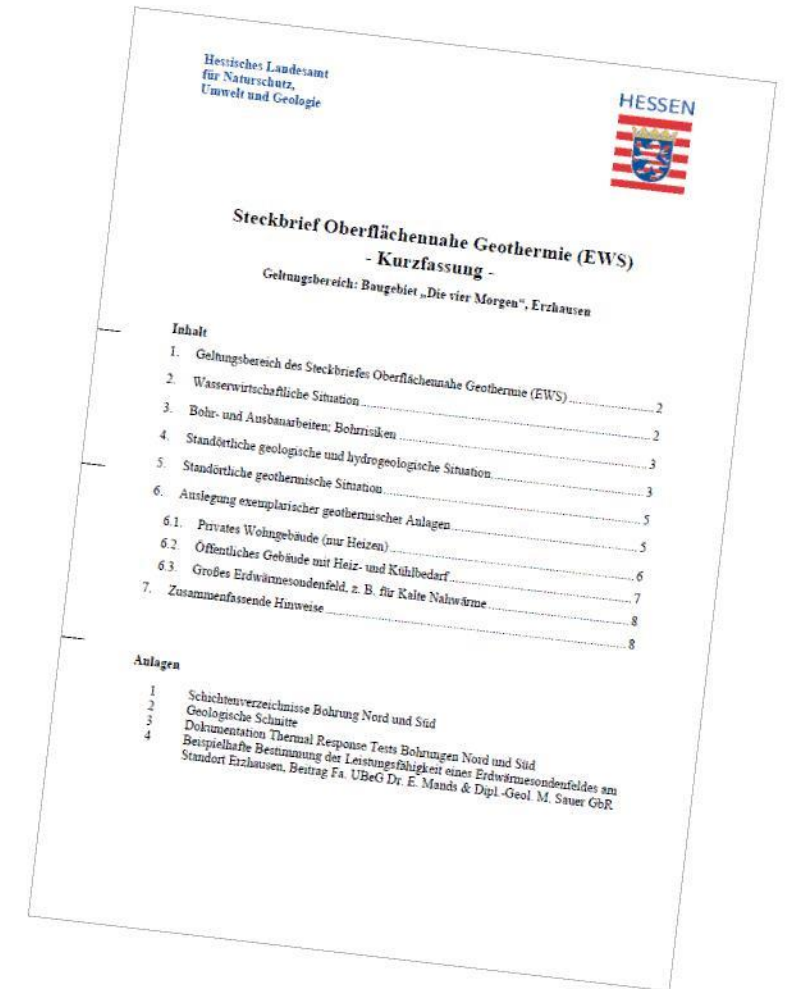 Hessisches Landesamt
für Naturschutz,
Umwelt und Geologie
HESSEN
Steckbrief Oberflächennahe Geothermie (EWS)
- Kurzfassung -
Geltungsbereich: Baugebiet „Die vier Morgen“, Erzhausen
Inhalt
1. Geltungsbereich des Steckbriefes Oberflächennahe Geothermie (EWS) 2
2. Wasserwirtschaftliche Situation 2
3. Bohr- und Ausbauarbeiten; Bohrrisiken 3
4. Standörtliche geologische und hydrogeologische Situation 3
5. Standörtliche geothermische Situation 5
6. Auslegung exemplarischer geothermischer Anlagen 5
6.1. Privates Wohngebäude (nur Heizen) 6
6.2. Öffentliches Gebäude mit Heiz- und Kühlbedarf 7
6.3. Großes Erdwärmesondenfeld, z. B. für Kalte Nahwärme 8
7. Zusammenfassende Hinweise 8
Anlagen
1 Schichtenverzeichnisse Bohrung Nord und Süd
2 Geologische Schnitte
3 Dokumentation Thermal Response Tests Bohrungen Nord und Süd
4 Beispielhafte Bestimmung der Leistungsfähigkeit eines Erdwärmesondenfeldes am
Standort Erzhausen, Beitrag Fa. UBeG Dr. E. Mands & Dipl.-Geol. M. Sauer GbR